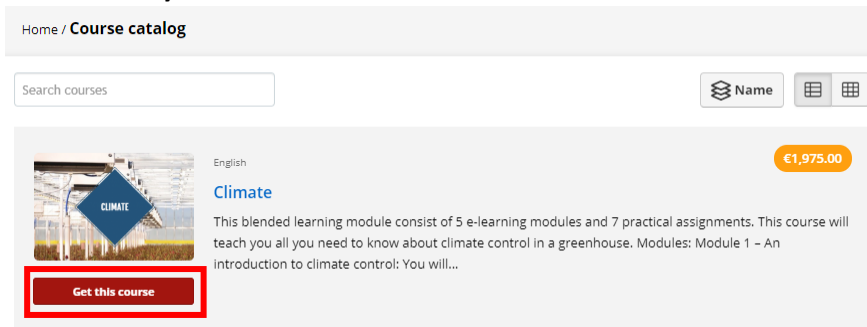 Home / Course catalog
Search courses
Name
€1,975.00
English
Climate
CLIMATE
This blended learning module consist of 5 e-learning modules and 7 practical assignments. This course will
teach you all you need to know about climate control in a greenhouse. Modules: Module 1 – An
introduction to climate control: You will...
Get this course